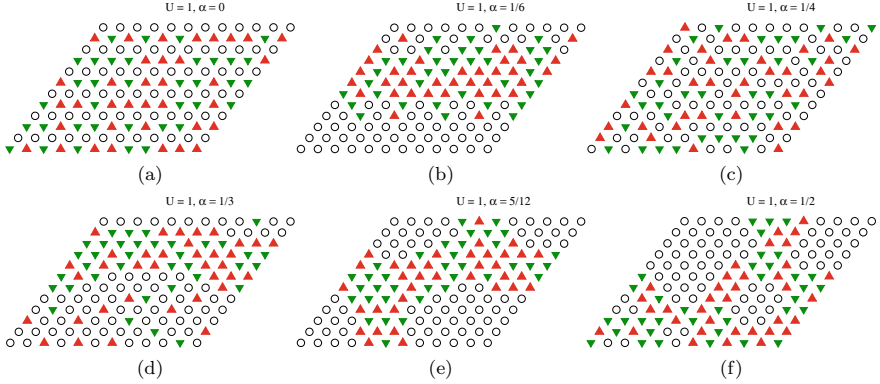 U = 1, α = 0
U = 1, α = 1/6
U = 1, α = 1/4
(a)
(b)
(c)
U = 1, α = 1/3
U = 1, α = 5/12
U = 1, α = 1/2
(d)
(e)
(f)